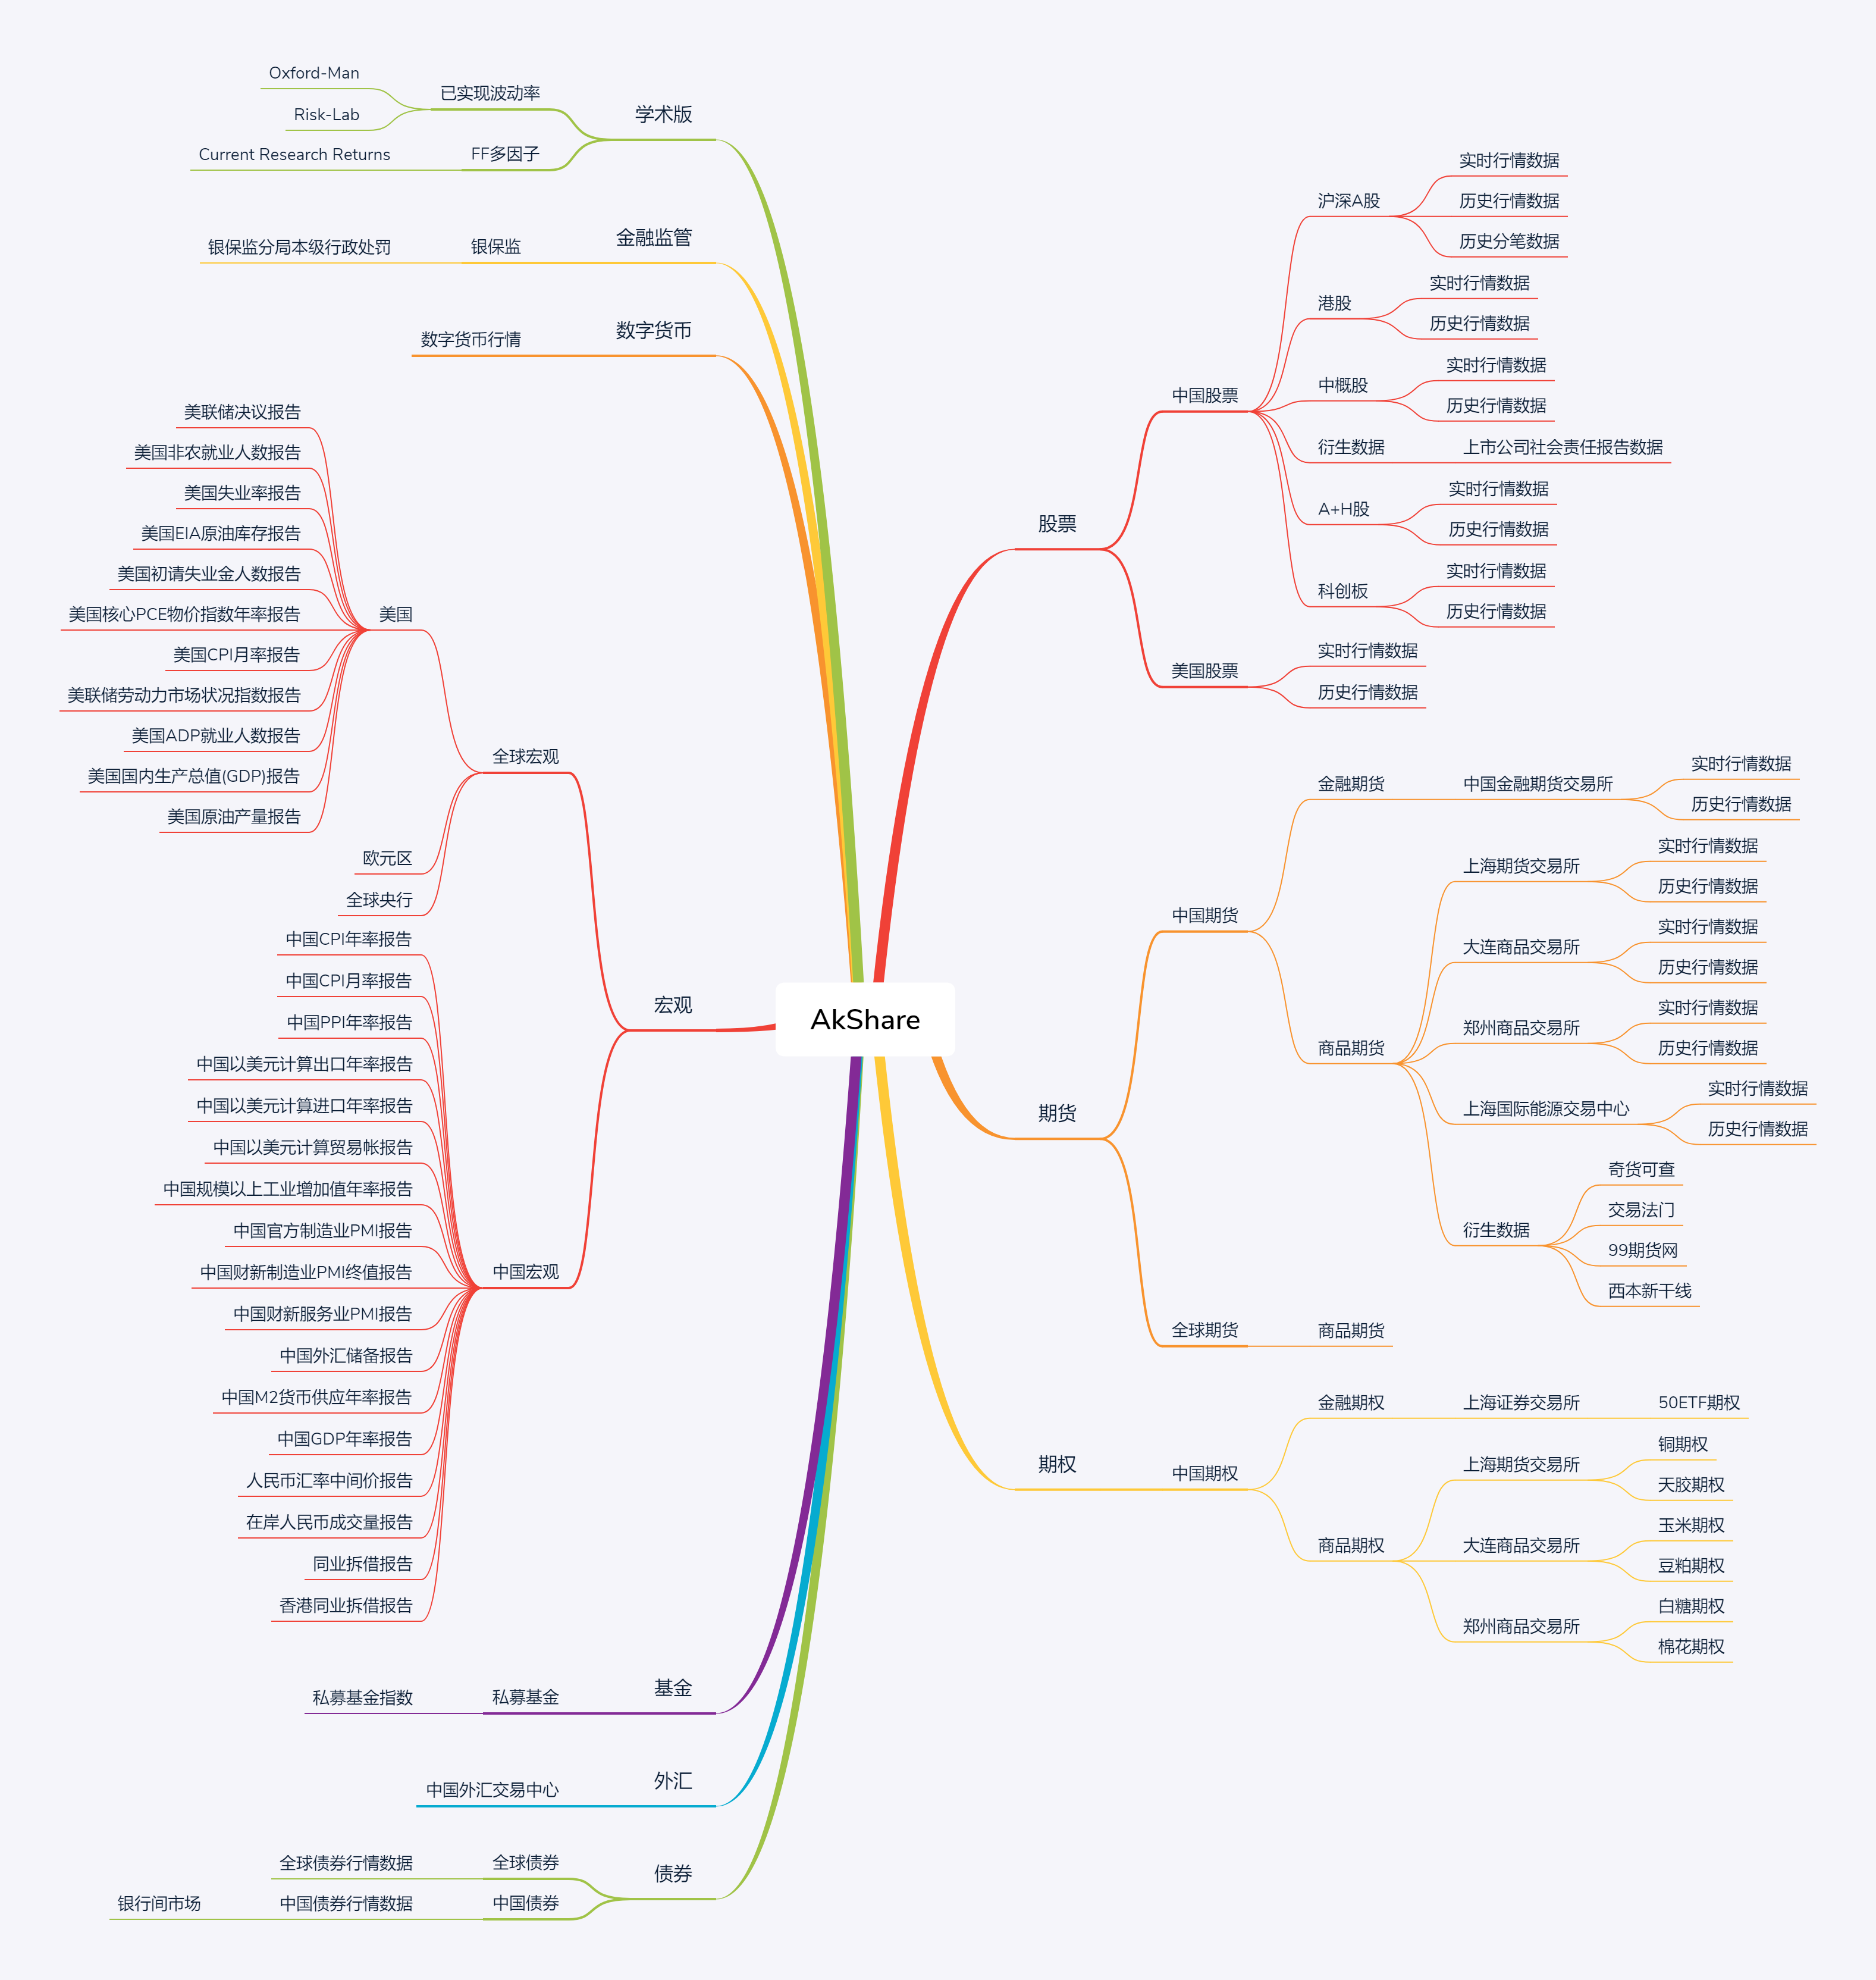 AkShare
股票
中国股票
沪深A股
实时行情数据
历史行情数据
历史分笔数据
港股
实时行情数据
历史行情数据
中概股
实时行情数据
历史行情数据
衍生数据
上市公司社会责任报告数据
A+H股
实时行情数据
历史行情数据
科创板
实时行情数据
历史行情数据
美国股票
实时行情数据
历史行情数据
期货
中国期货
金融期货
中国金融期货交易所
实时行情数据
历史行情数据
商品期货
上海期货交易所
实时行情数据
历史行情数据
大连商品交易所
实时行情数据
历史行情数据
郑州商品交易所
实时行情数据
历史行情数据
上海国际能源交易中心
实时行情数据
历史行情数据
衍生数据
奇货可查
交易法门
99期货网
西本新干线
全球期货
商品期货
期权
中国期权
金融期权
上海证券交易所
50ETF期权
商品期权
上海期货交易所
铜期权
天胶期权
大连商品交易所
玉米期权
豆粕期权
郑州商品交易所
白糖期权
棉花期权
学术版
已实现波动率
Oxford-Man
Risk-Lab
FF多因子
Current Research Returns
金融监管
银保监
银保监分局本级行政处罚
数字货币
数字货币行情
宏观
全球宏观
美国
美联储决议报告
美国非农就业人数报告
美国失业率报告
美国EIA原油库存报告
美国初请失业金人数报告
美国核心PCE物价指数年率报告
美国CPI月率报告
美联储劳动力市场状况指数报告
美国ADP就业人数报告
美国国内生产总值(GDP)报告
美国原油产量报告
欧元区
全球央行
中国宏观
中国CPI年率报告
中国CPI月率报告
中国PPI年率报告
中国以美元计算出口年率报告
中国以美元计算进口年率报告
中国以美元计算贸易帐报告
中国规模以上工业增加值年率报告
中国官方制造业PMI报告
中国财新制造业PMI终值报告
中国财新服务业PMI报告
中国外汇储备报告
中国M2货币供应年率报告
中国GDP年率报告
人民币汇率中间价报告
在岸人民币成交量报告
同业拆借报告
香港同业拆借报告
基金
私募基金
私募基金指数
外汇
中国外汇交易中心
债券
全球债券
全球债券行情数据
中国债券
中国债券行情数据
银行间市场